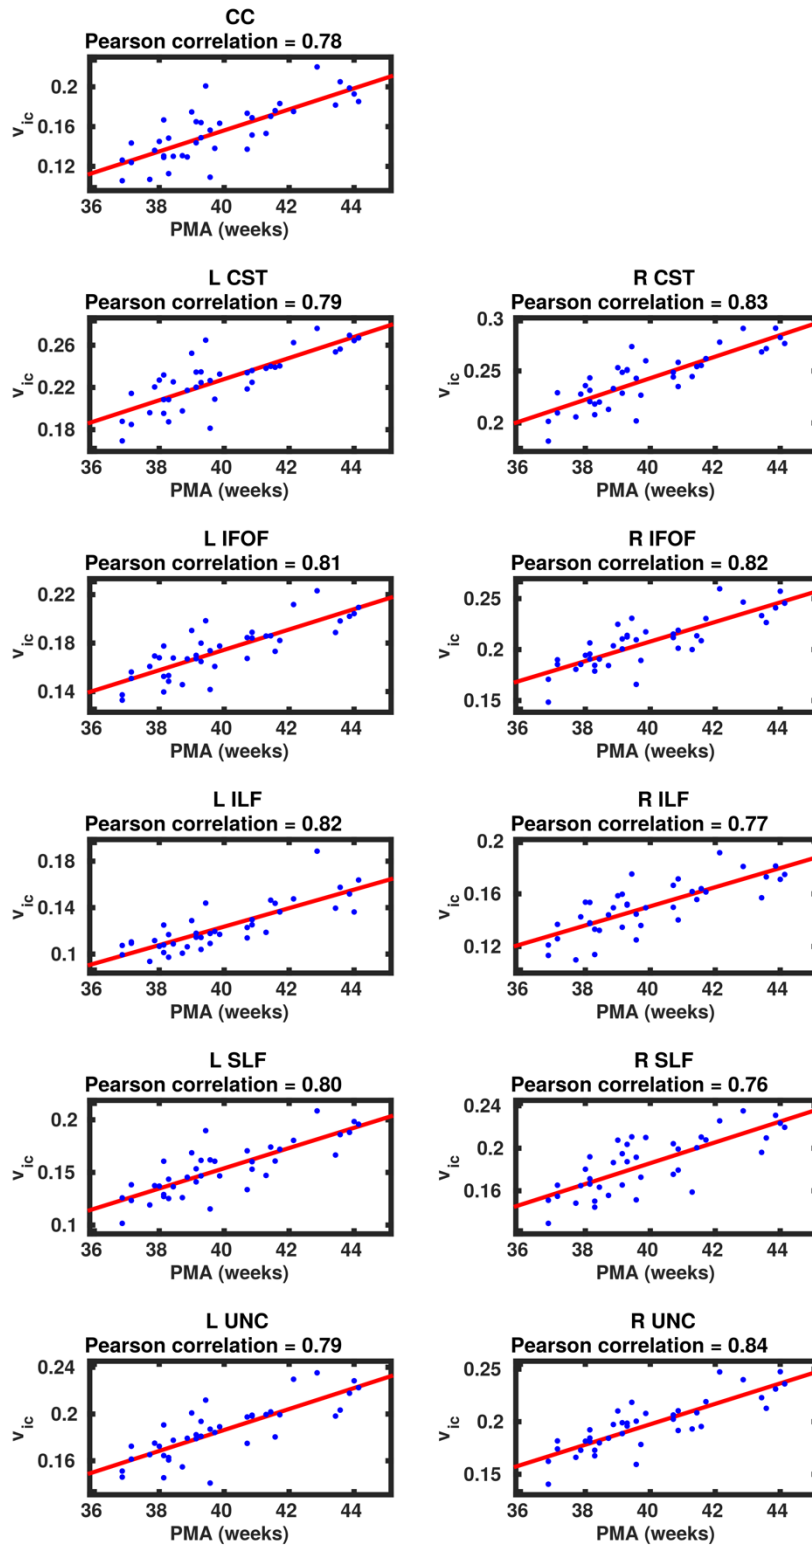 CC
Pearson correlation = 0.78
0.2
0.16
0.12
v_ic
36 38 40 42 44
PMA (weeks)
L CST
Pearson correlation = 0.79
0.26
0.22
0.18
v_ic
36 38 40 42 44
PMA (weeks)
R CST
Pearson correlation = 0.83
0.3
0.25
0.2
v_ic
36 38 40 42 44
PMA (weeks)
L IFOF
Pearson correlation = 0.81
0.22
0.18
0.14
v_ic
36 38 40 42 44
PMA (weeks)
R IFOF
Pearson correlation = 0.82
0.25
0.2
0.15
v_ic
36 38 40 42 44
PMA (weeks)
L ILF
Pearson correlation = 0.82
0.18
0.14
0.1
v_ic
36 38 40 42 44
PMA (weeks)
R ILF
Pearson correlation = 0.77
0.2
0.16
0.12
v_ic
36 38 40 42 44
PMA (weeks)
L SLF
Pearson correlation = 0.80
0.2
0.15
0.1
v_ic
36 38 40 42 44
PMA (weeks)
R SLF
Pearson correlation = 0.76
0.24
0.2
0.16
v_ic
36 38 40 42 44
PMA (weeks)
L UNC
Pearson correlation = 0.79
0.24
0.2
0.16
v_ic
36 38 40 42 44
PMA (weeks)
R UNC
Pearson correlation = 0.84
0.25
0.2
0.15
v_ic
36 38 40 42 44
PMA (weeks)